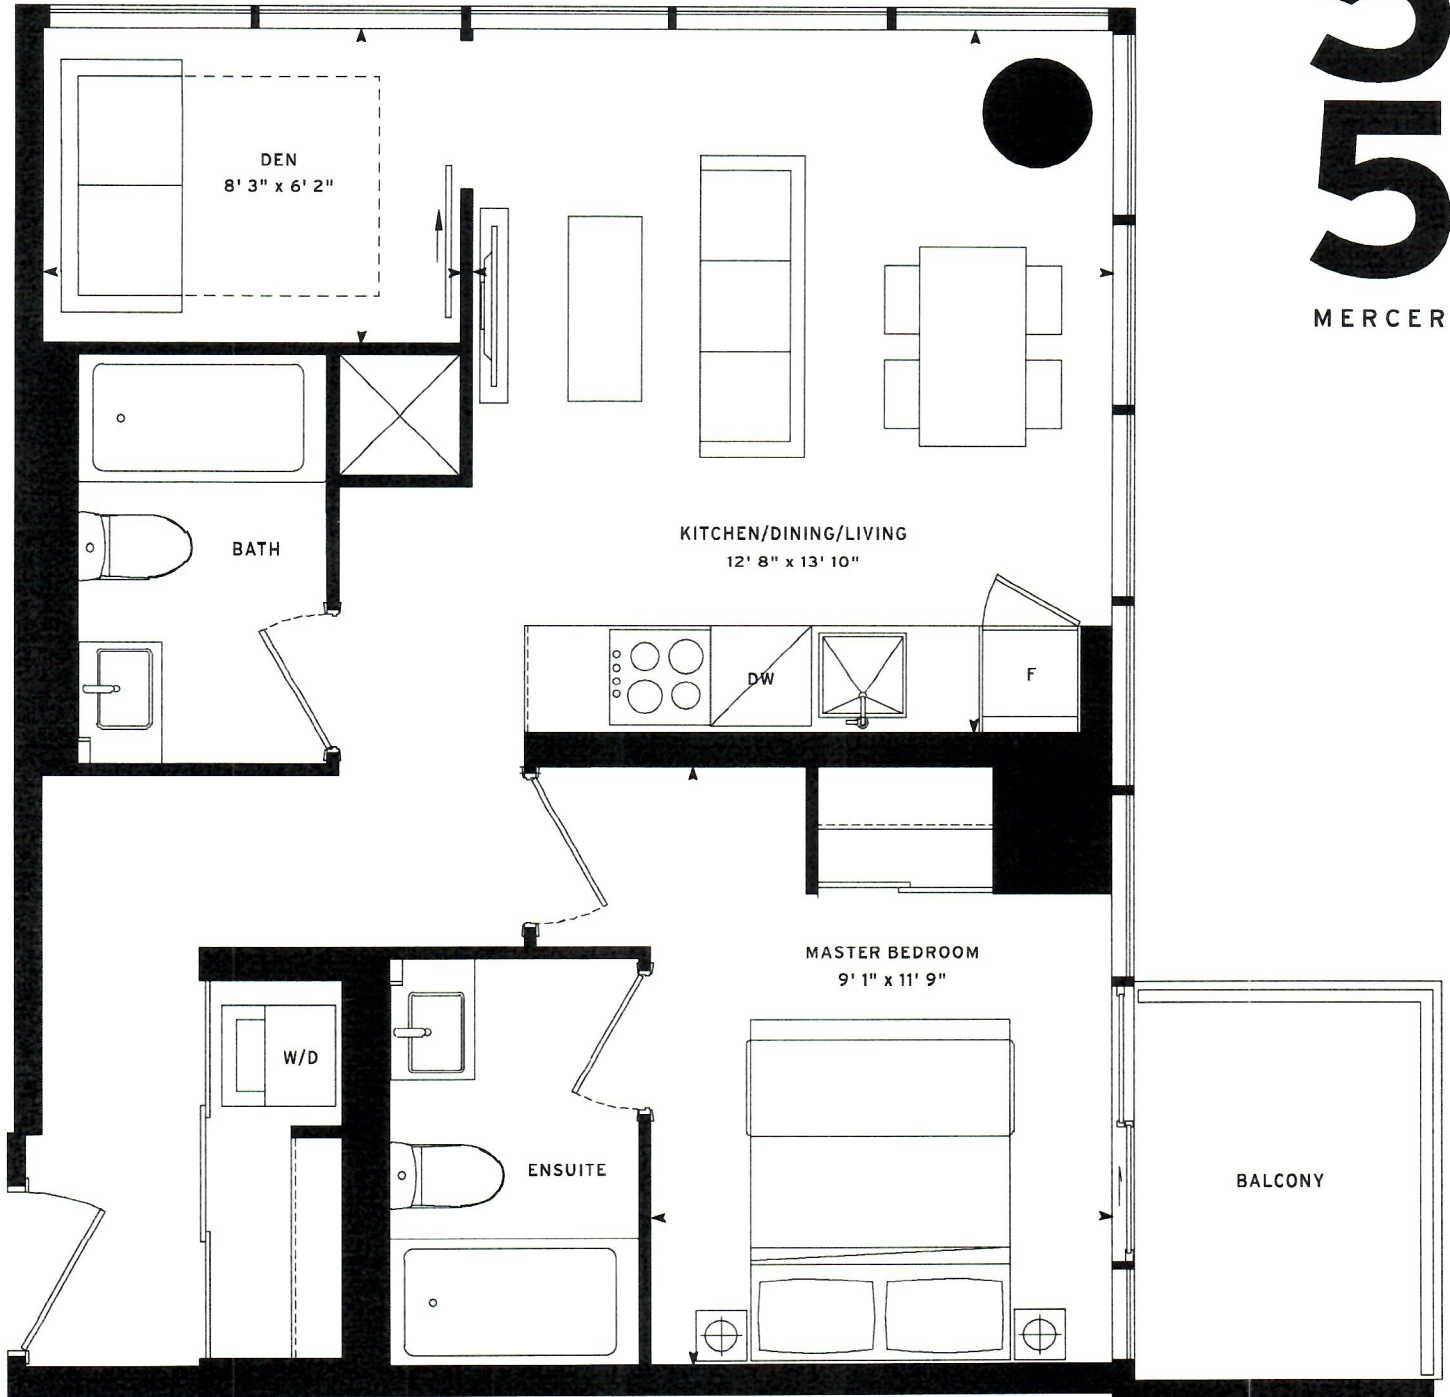 35
MERCER
DEN
8' 3" x 6' 2"
BATH
KITCHEN/DINING/LIVING
12' 8" x 13' 10"
DW
F
MASTER BEDROOM
9' 1" x 11' 9"
W/D
ENSUITE
BALCONY